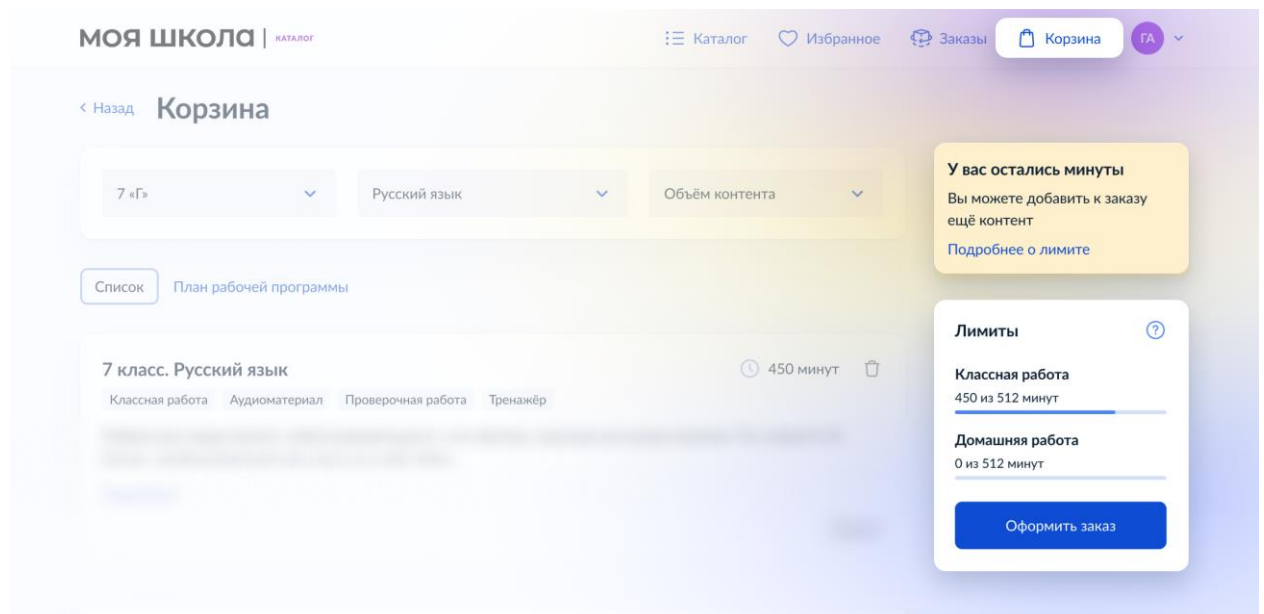 МОЯ ШКОЛА | КАТАЛОГ
Каталог
Избранное
Заказы
Корзина
ГА
Назад
Корзина
7 «Г»
Русский язык
Объём контента
У вас остались минуты
Вы можете добавить к заказу
ещё контент
Подробнее о лимите
Список
План рабочей программы
7 класс. Русский язык
450 минут
Классная работа
Аудиоматериал
Проверочная работа
Тренажёр
Лимиты
?
Классная работа
450 из 512 минут
Домашняя работа
0 из 512 минут
Оформить заказ